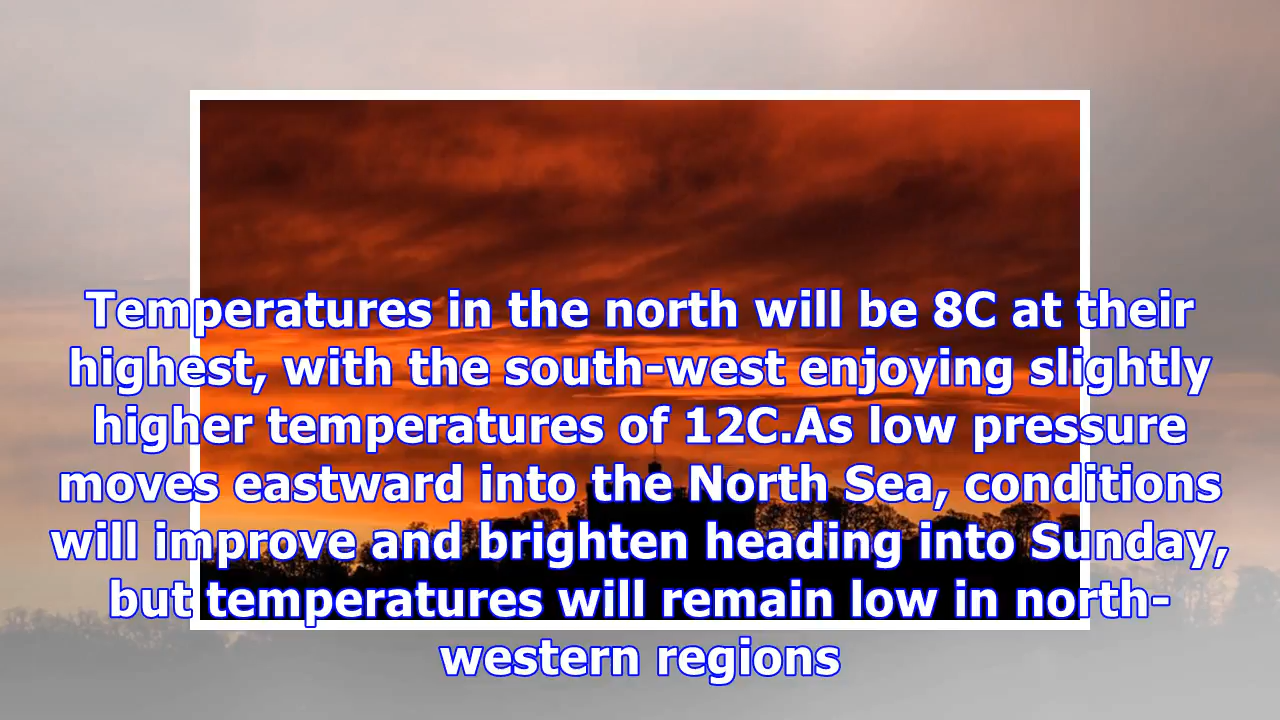 Temperatures in the north will be 8C at their
highest, with the south-west enjoying slightly
higher temperatures of 12C.As low pressure
moves eastward into the North Sea, conditions
will improve and brighten heading into Sunday,
but temperatures will remain low in north-
western regions